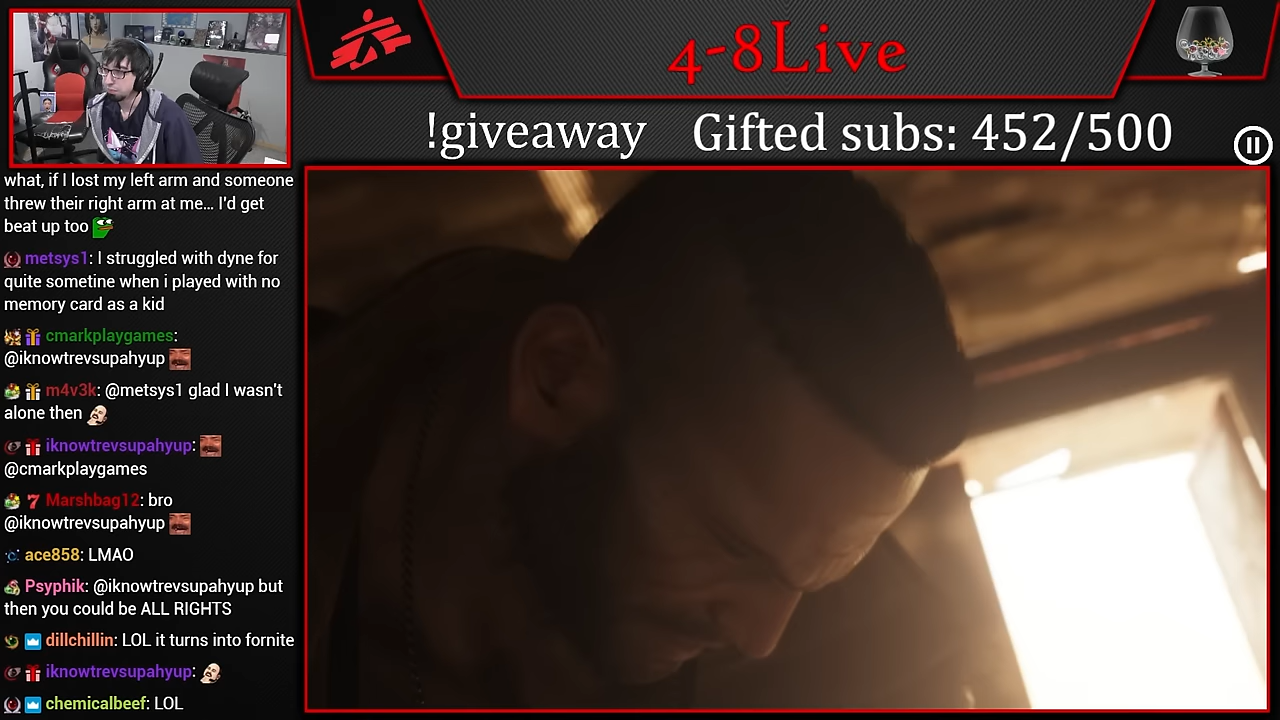 4-8Live
!giveaway
Gifted subs: 452/500
what, if I lost my left arm and someone
threw their right arm at me... I'd get
beat up too
metsys1: I struggled with dyne for
quite sometine when i played with no
memory card as a kid
cmarkplaygames:
@iknowtrevsupahyup
m4v3k: @metsys1 glad I wasn't
alone then
iknowtrevsupahyup:
@cmarkplaygames
7 Marshbag12: bro
@iknowtrevsupahyup
ace858: LMAO
Psyphik: @iknowtrevsupahyup but
then you could be ALL RIGHTS
dillchillin: LOL it turns into fornite
iknowtrevsupahyup:
chemicalbeef: LOL